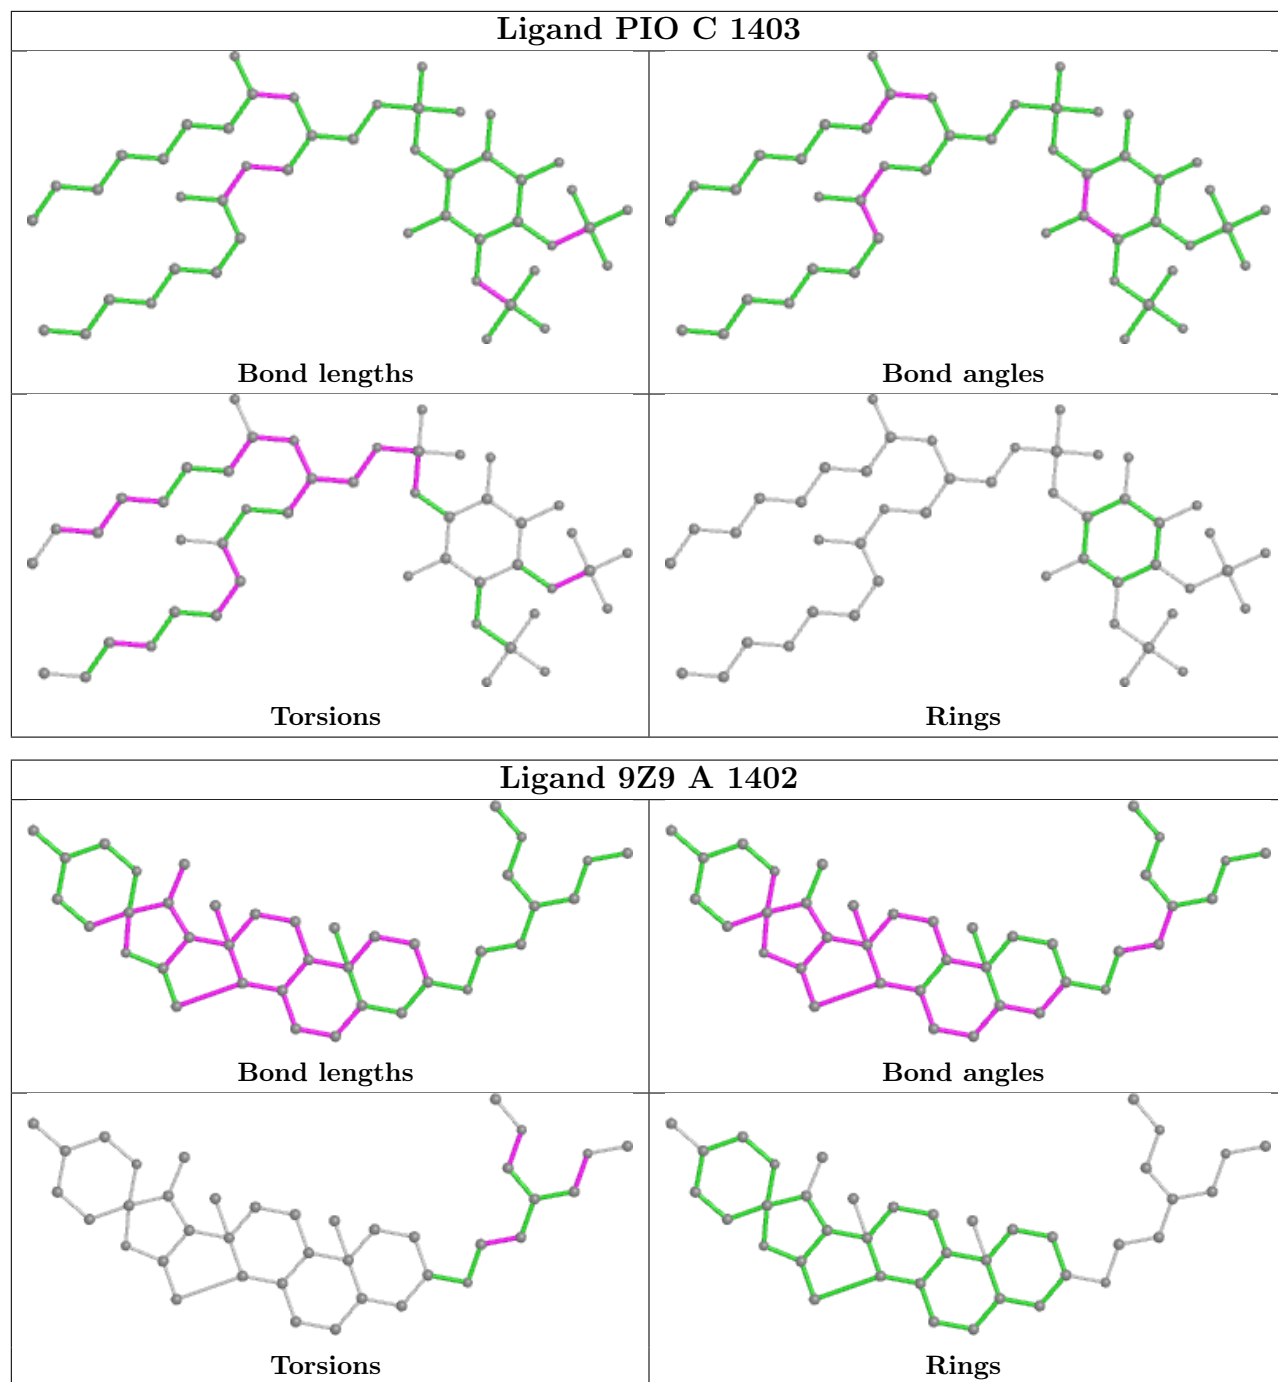 Ligand PIO C 1403
Bond lengths
Bond angles
Torsions
Rings
Ligand 9Z9 A 1402
Bond lengths
Bond angles
Torsions
Rings